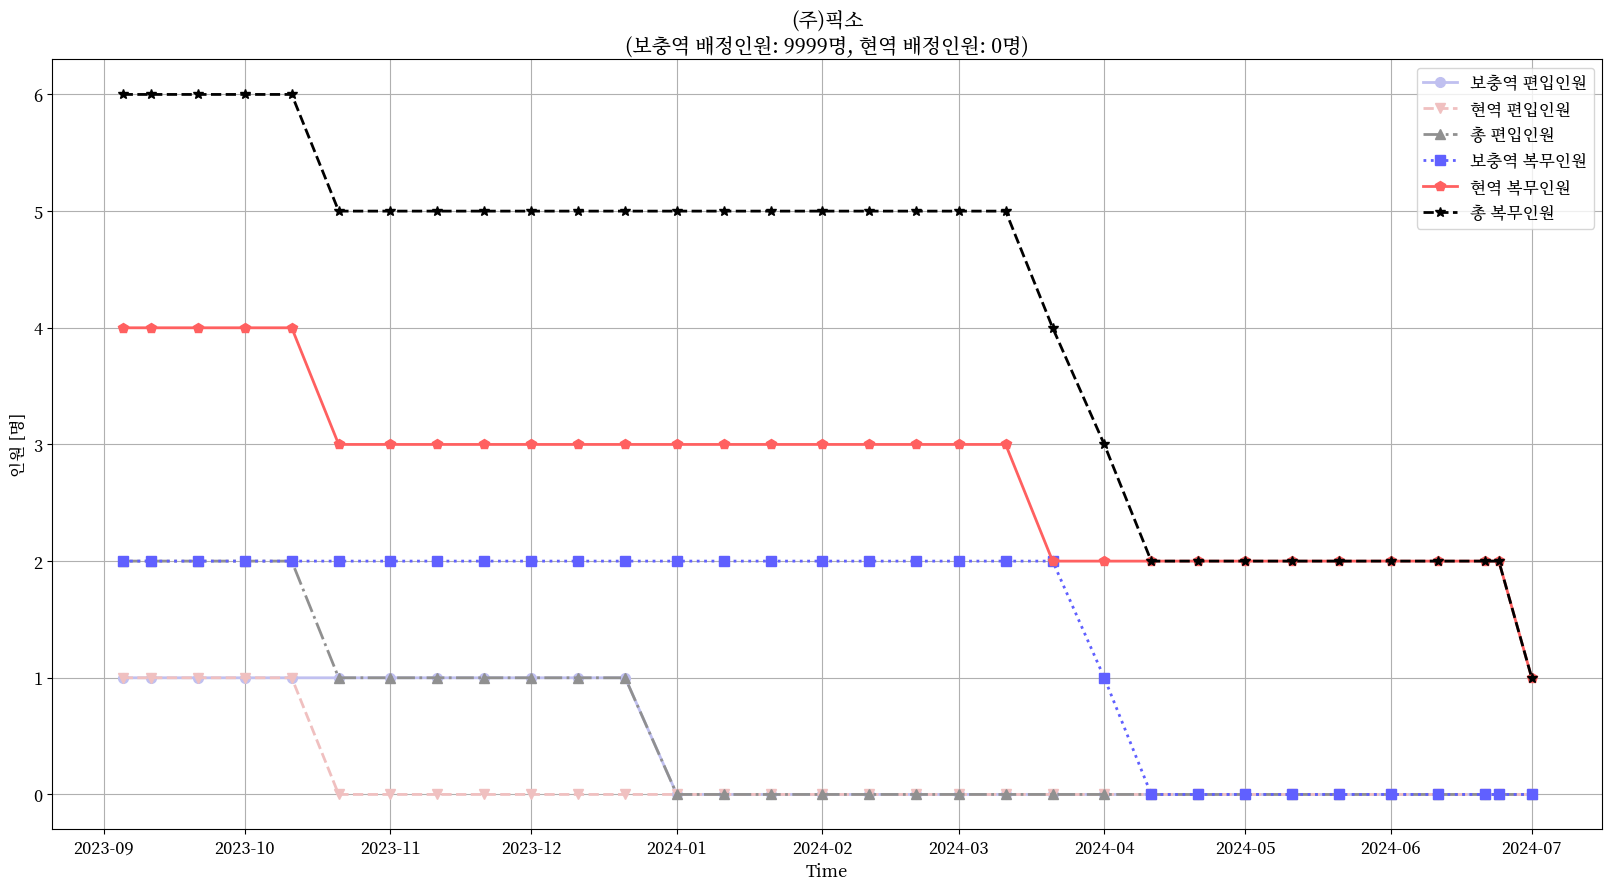 (주)픽소
(보충역 배정인원: 9999명, 현역 배정인원: 0명)
보충역 편입인원
현역 편입인원
총 편입인원
보충역 복무인원
현역 복무인원
총 복무인원
인원 [명]
6
5
4
3
2
1
0
2023-09 2023-10 2023-11 2023-12 2024-01 2024-02 2024-03 2024-04 2024-05 2024-06 2024-07
Time